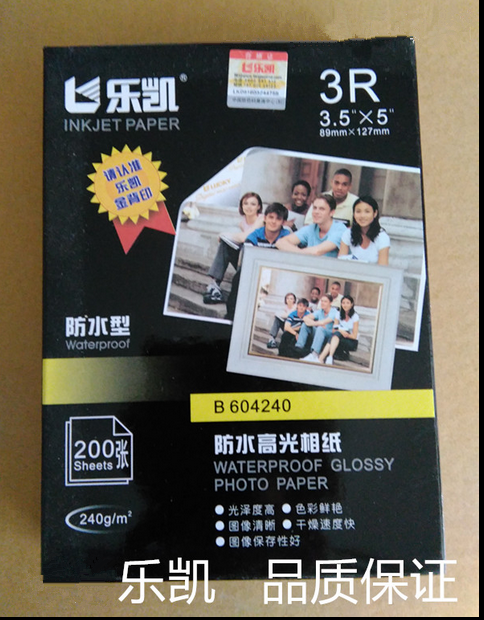 乐凯®
INKJET PAPER
乐凯
3R
3.5"×5"
89mm×127mm
请认准
乐凯
金背印
防水型
Waterproof
B 604240
200张
Sheets
240g/m²
防水高光相纸
WATERPROOF GLOSSY
PHOTO PAPER
●光泽度高 ●色彩鲜艳
●图像清晰 ●干燥速度快
●图像保存性好
乐凯 品质保证